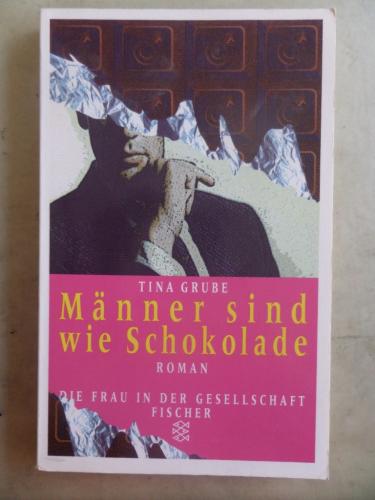 TINA GRUBE
Männer sind
wie Schokolade
ROMAN
DIE FRAU IN DER GESELLSCHAFT
FISCHER